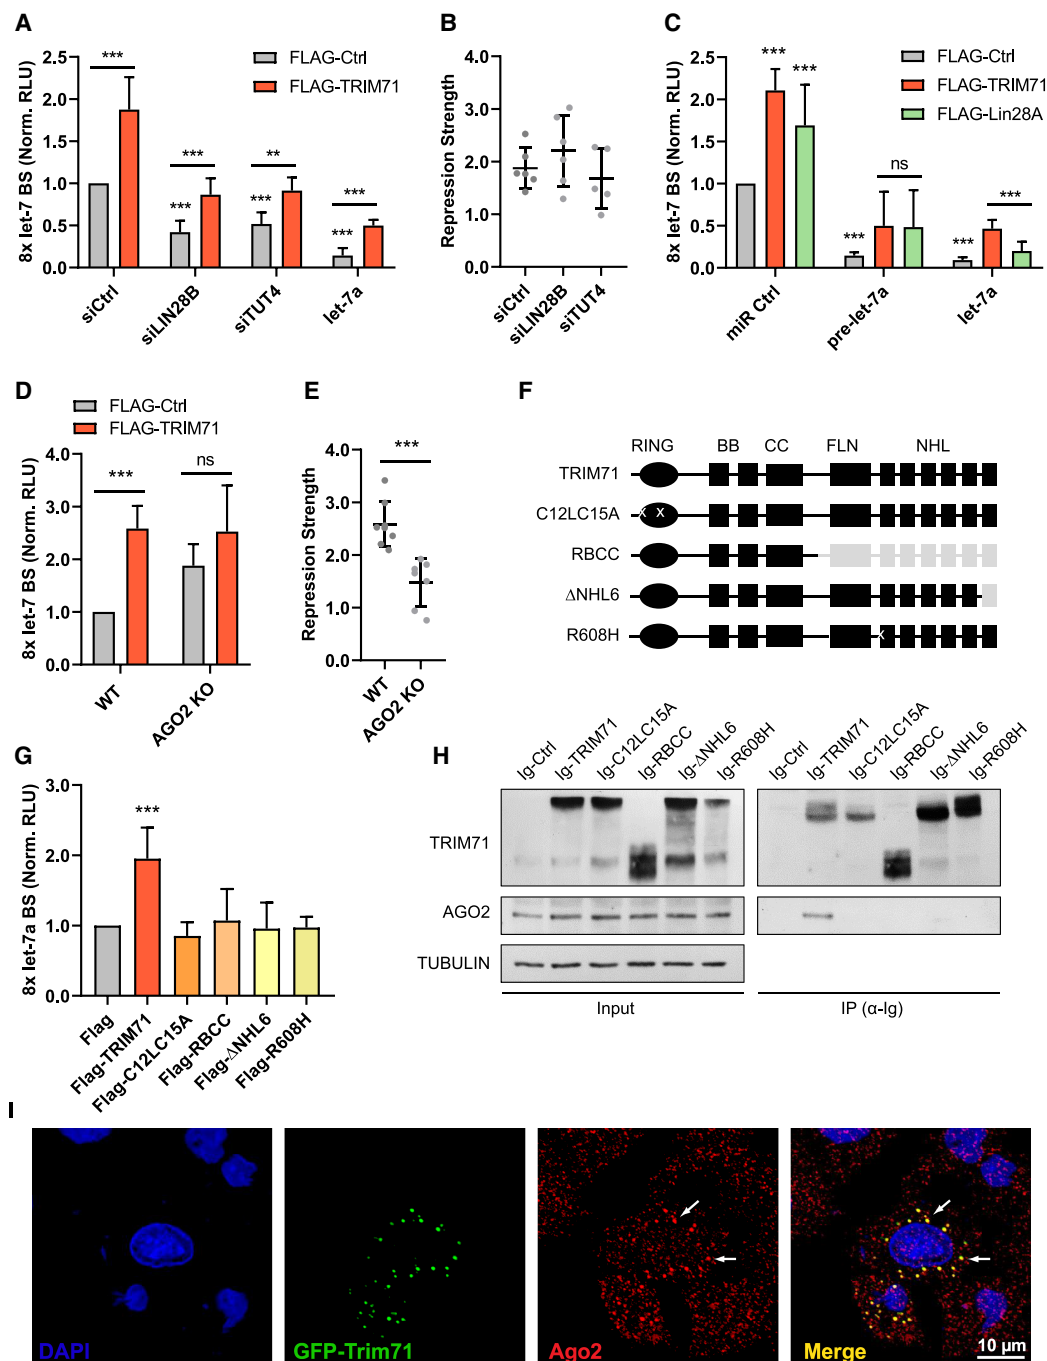 A
8x let-7 BS (Norm. RLU)
2.5
2.0
1.5
1.0
0.5
0.0
FLAG-Ctrl
FLAG-TRIM71
***
***
**
***
***
***
***
siCtrl
siLIN28B
siTUT4
let-7a
B
Repression Strength
4.0
3.0
2.0
1.0
0.0
siCtrl
siLIN28B
siTUT4
C
8x let-7 BS (Norm. RLU)
2.5
2.0
1.5
1.0
0.5
0.0
FLAG-Ctrl
FLAG-TRIM71
FLAG-Lin28A
***
***
ns
***
***
***
miR Ctrl
pre-let-7a
let-7a
D
FLAG-Ctrl
FLAG-TRIM71
8x let-7 BS (Norm. RLU)
4.0
3.0
2.0
1.0
0.0
***
ns
WT
AGO2 KO
E
Repression Strength
4.0
3.0
2.0
1.0
0.0
***
WT
AGO2 KO
F
RING BB CC FLN NHL
TRIM71
C12LC15A
x x
RBCC
ΔNHL6
R608H
x
G
8x let-7a BS (Norm. RLU)
3.0
2.0
1.0
0.0
***
Flag
Flag-TRIM71
Flag-C12LC15A
Flag-RBCC
Flag-ΔNHL6
Flag-R608H
H
Ig-Ctrl
Ig-TRIM71
Ig-C12LC15A
Ig-RBCC
Ig-ΔNHL6
Ig-R608H
Ig-Ctrl
Ig-TRIM71
Ig-C12LC15A
Ig-RBCC
Ig-ΔNHL6
Ig-R608H
TRIM71
AGO2
TUBULIN
Input
IP (α-Ig)
I
DAPI
GFP-Trim71
Ago2
Merge
10 µm